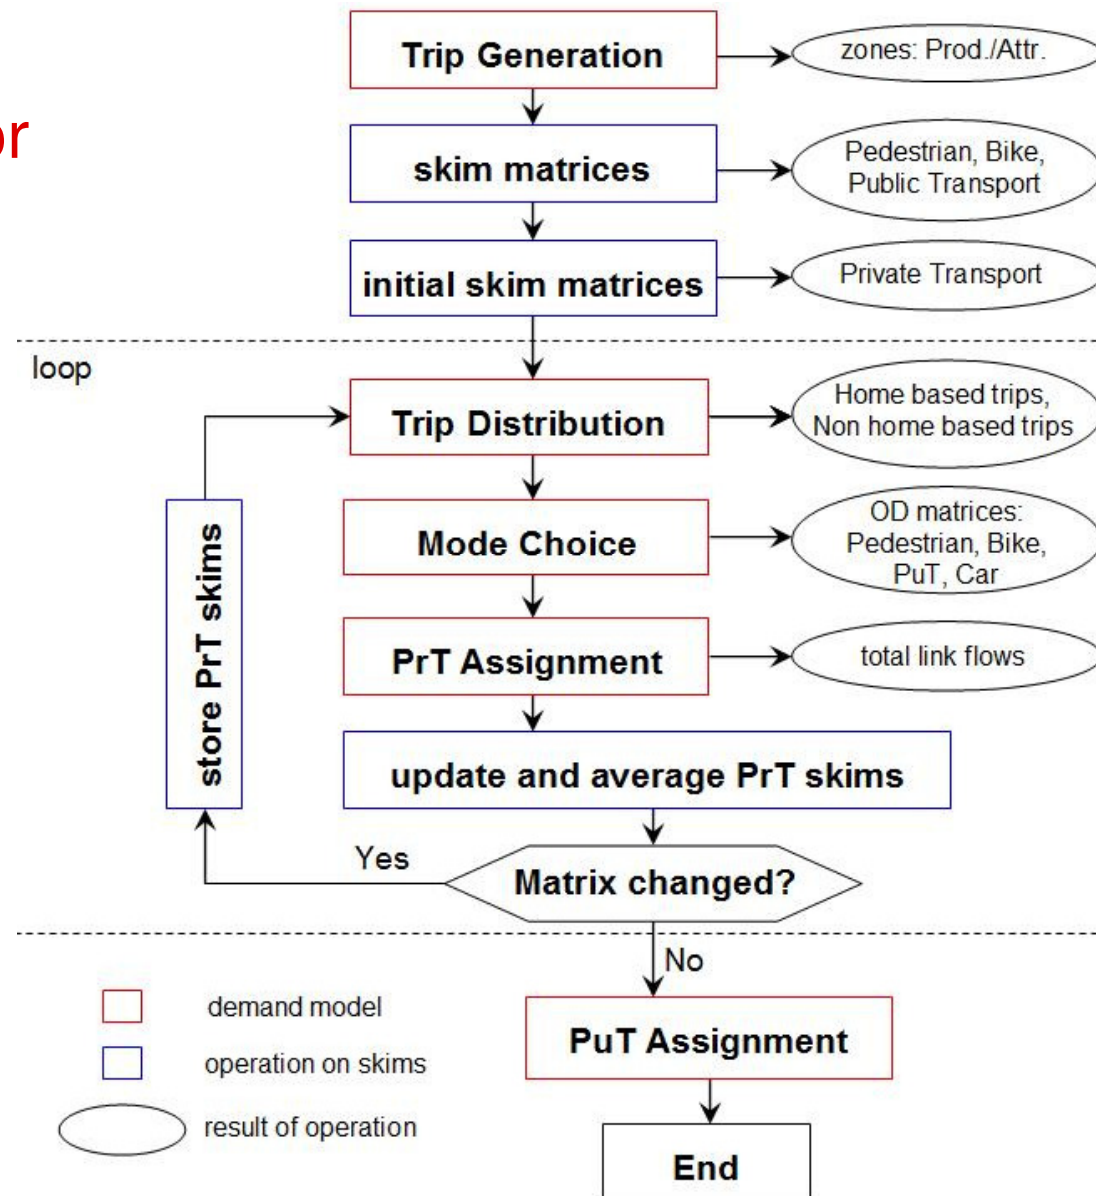 Trip Generation
zones: Prod./Attr.
or
skim matrices
Pedestrian, Bike,
Public Transport
initial skim matrices
Private Transport
loop
Trip Distribution
Home based trips,
Non home based trips
store PrT skims
Mode Choice
OD matrices:
Pedestrian, Bike,
PuT, Car
PrT Assignment
total link flows
update and average PrT skims
Yes
Matrix changed?
No
demand model
operation on skims
result of operation
PuT Assignment
End